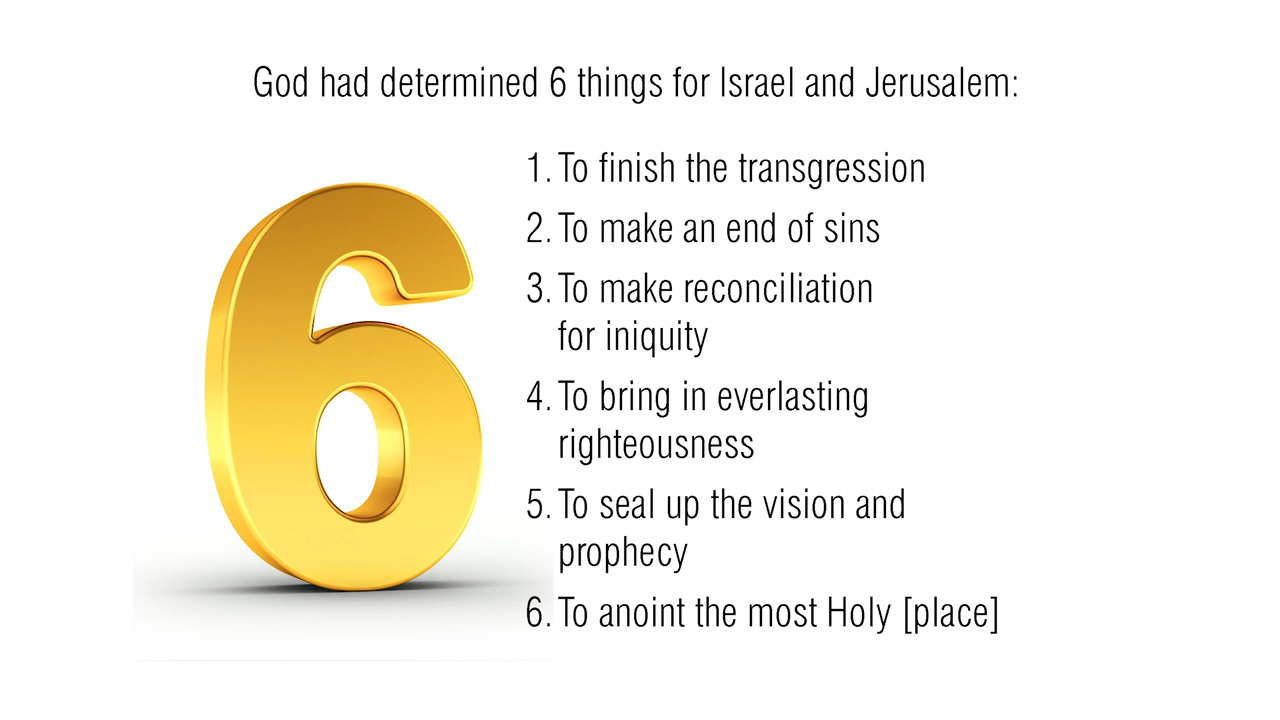 God had determined 6 things for Israel and Jerusalem:
6
1. To finish the transgression
2. To make an end of sins
3. To make reconciliation
for iniquity
4. To bring in everlasting
righteousness
5. To seal up the vision and
prophecy
6. To anoint the most Holy [place]